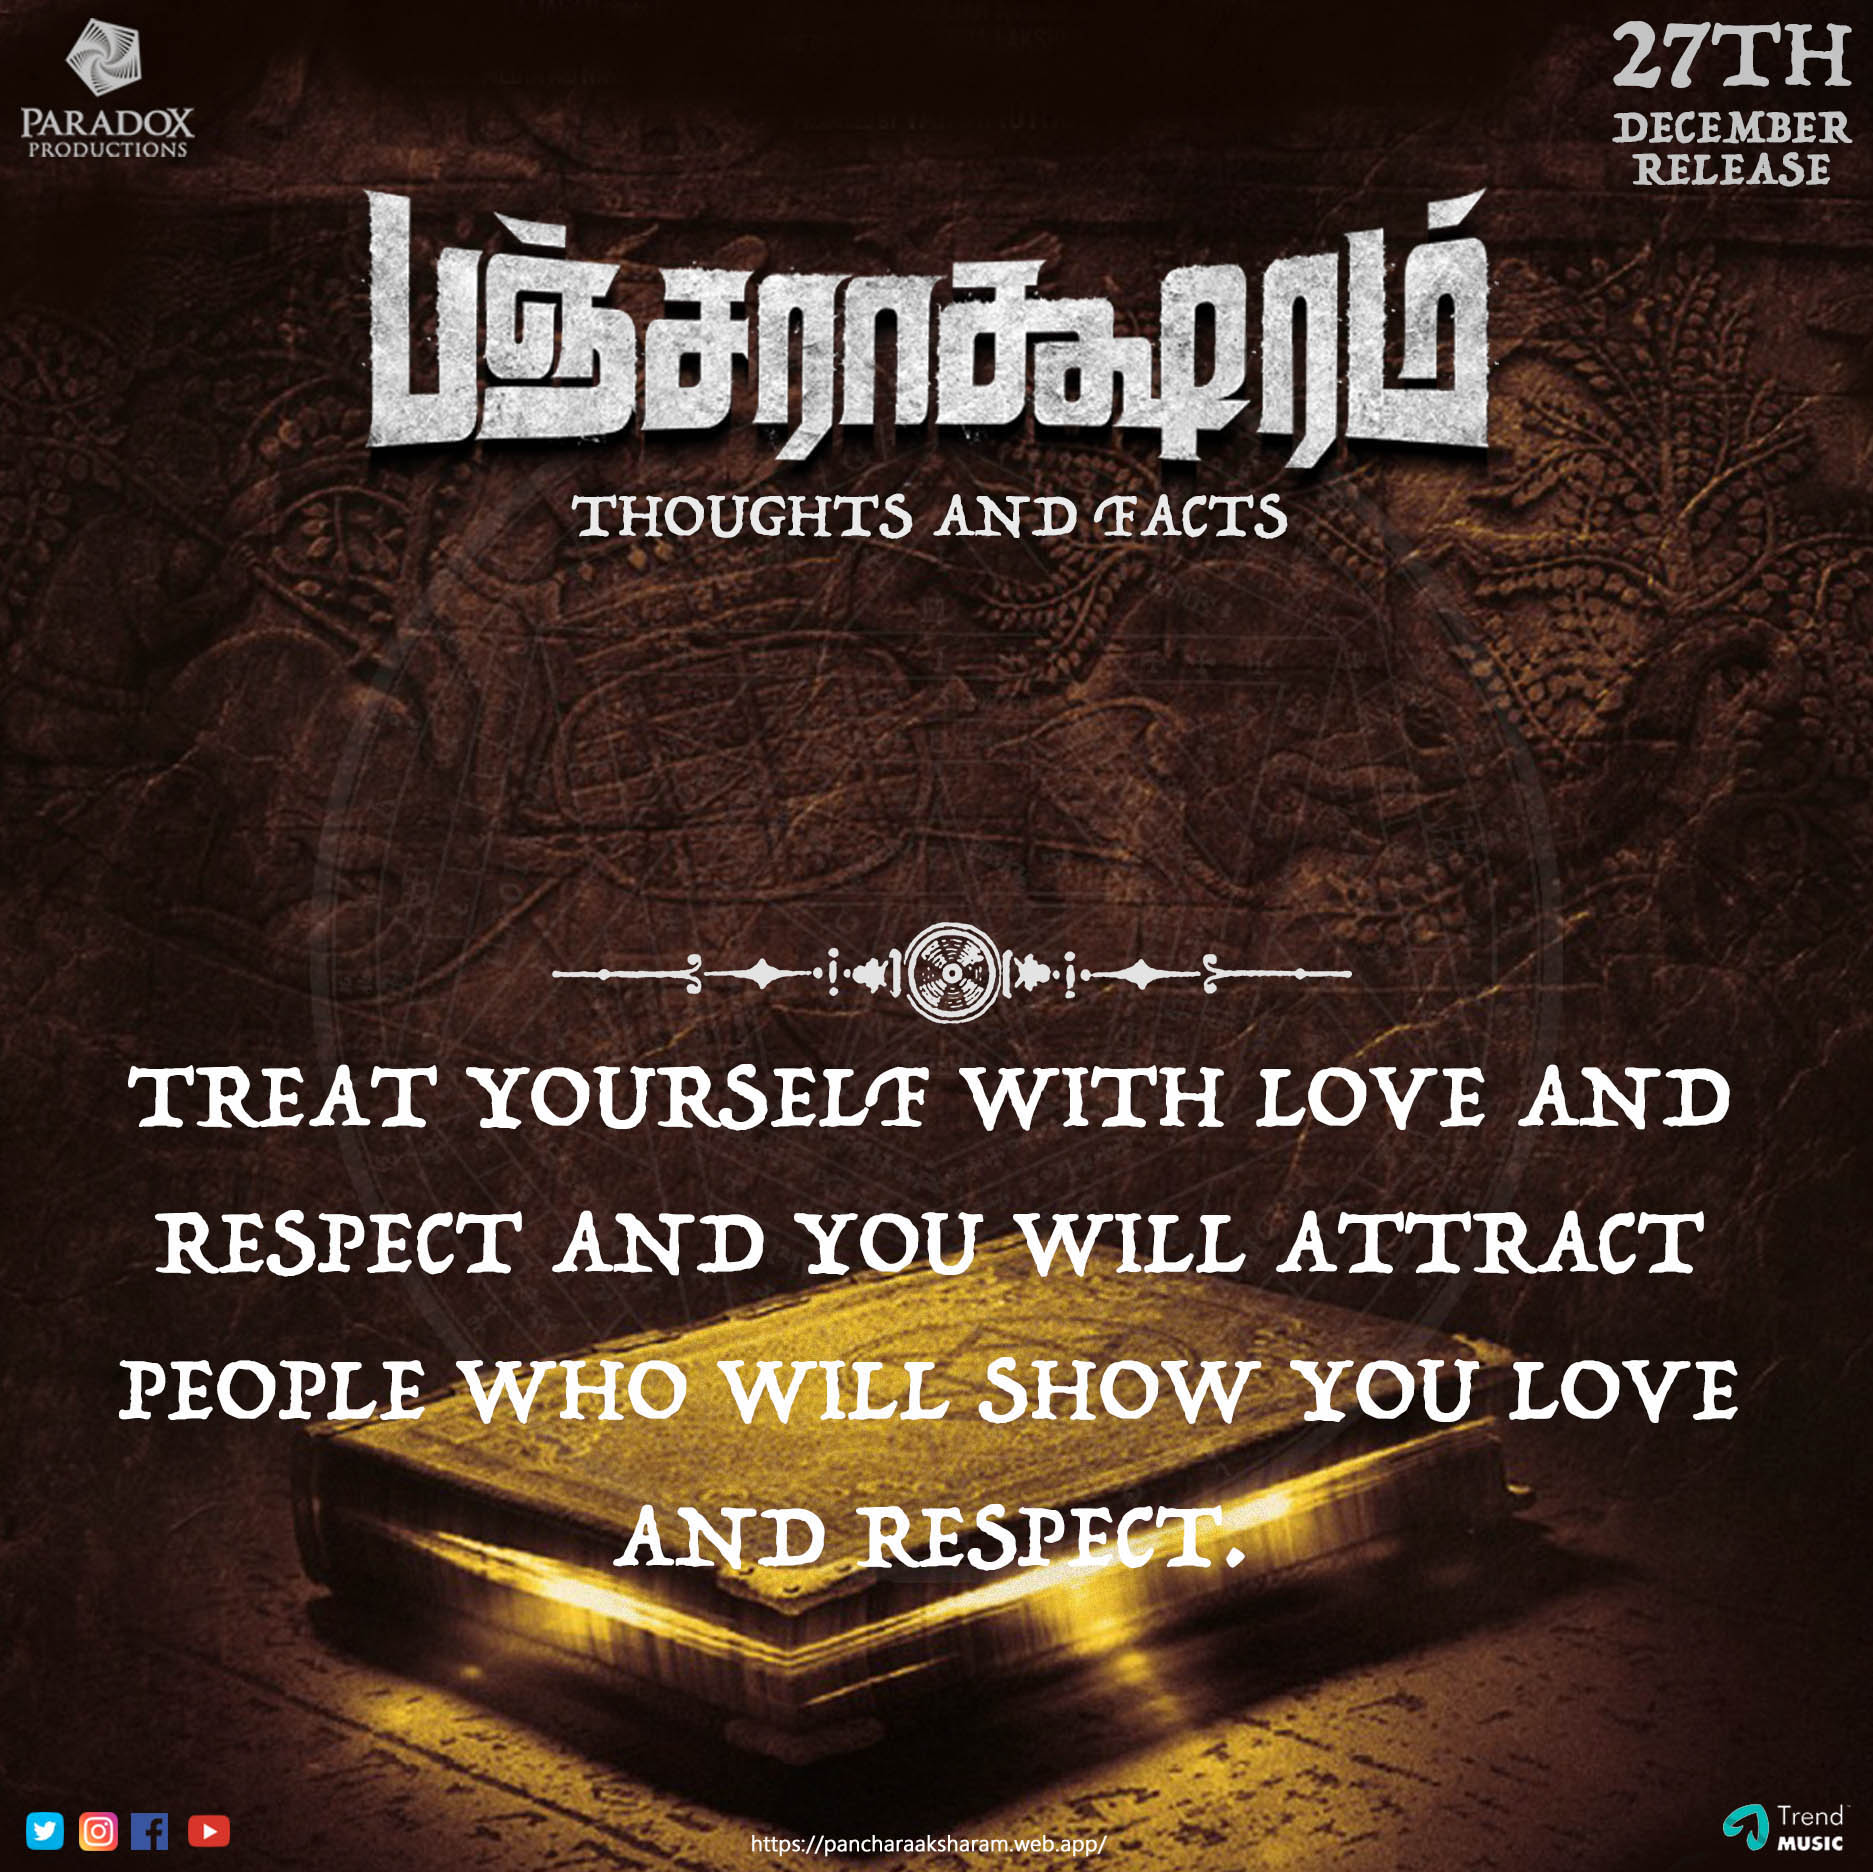 PARADOX
PRODUCTIONS
27TH
DECEMBER
RELEASE
பஞ்சராக்ஷரம்
THOUGHTS AND FACTS
TREAT YOURSELF WITH LOVE AND
RESPECT AND YOU WILL ATTRACT
PEOPLE WHO WILL SHOW YOU LOVE
AND RESPECT.
https://pancharaaksharam.web.app/
Trend
MUSIC